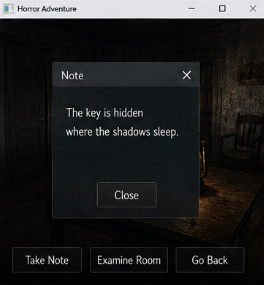 Horror Adventure
Note
The key is hidden
where the shadows sleep.
Close
Take Note
Examine Room
Go Back